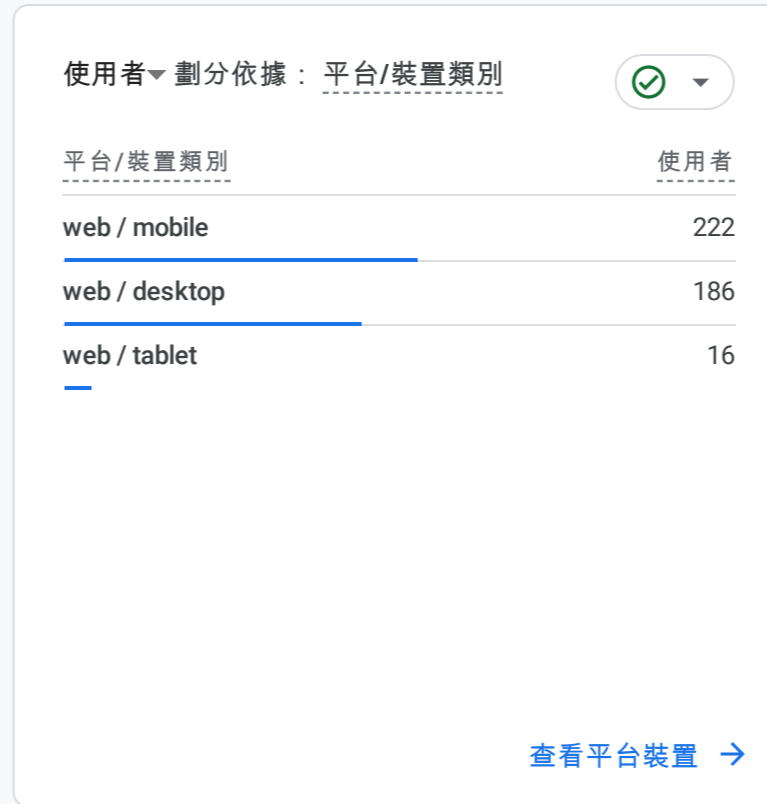 使用者 劃分依據： 平台/裝置類別
平台/裝置類別 使用者
web / mobile 222
web / desktop 186
web / tablet 16
查看平台裝置